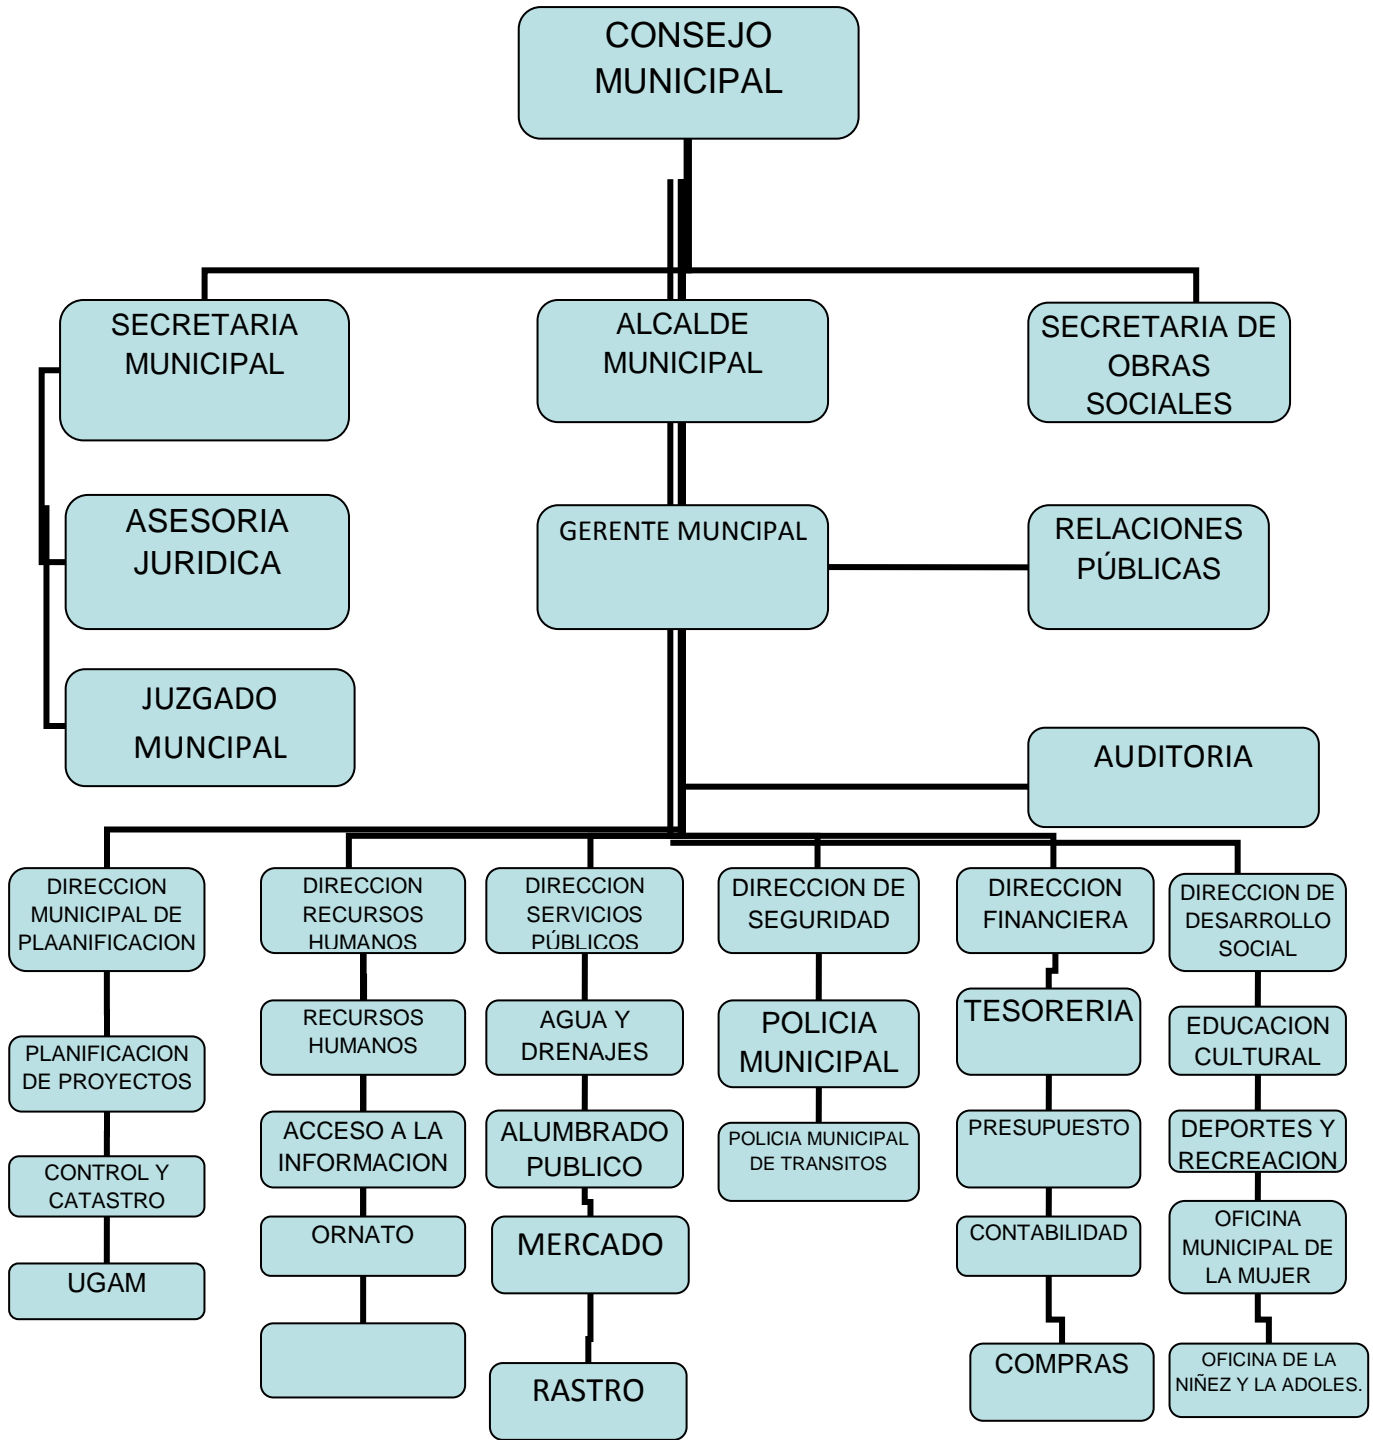 CONSEJO
MUNICIPAL
SECRETARIA
MUNICIPAL
ALCALDE
MUNICIPAL
SECRETARIA DE
OBRAS
SOCIALES
ASESORIA
JURIDICA
GERENTE MUNCIPAL
RELACIONES
PÚBLICAS
JUZGADO
MUNCIPAL
AUDITORIA
DIRECCION
MUNICIPAL DE
PLAANIFICACION
DIRECCION
RECURSOS
HUMANOS
DIRECCION
SERVICIOS
PÚBLICOS
DIRECCION DE
SEGURIDAD
DIRECCION
FINANCIERA
DIRECCION DE
DESARROLLO
SOCIAL
PLANIFICACION
DE PROYECTOS
RECURSOS
HUMANOS
AGUA Y
DRENAJES
POLICIA
MUNICIPAL
TESORERIA
EDUCACION
CULTURAL
CONTROL Y
CATASTRO
ACCESO A LA
INFORMACION
ALUMBRADO
PUBLICO
POLICIA MUNICIPAL
DE TRANSITOS
PRESUPUESTO
DEPORTES Y
RECREACION
UGAM
ORNATO
MERCADO
CONTABILIDAD
OFICINA
MUNICIPAL DE
LA MUJER
RASTRO
COMPRAS
OFICINA DE LA
NIÑEZ Y LA ADOLES.